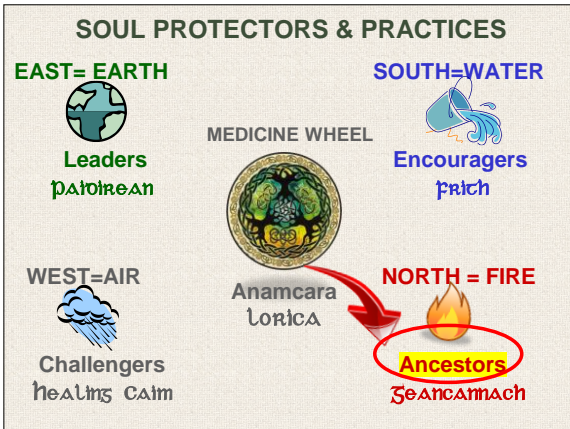 SOUL PROTECTORS & PRACTICES
EAST= EARTH
Leaders
Paidirean
SOUTH=WATER
Encouragers
Frith
MEDICINE WHEEL
Anamcara
Lorica
WEST=AIR
Challengers
Healing Caim
NORTH = FIRE
Ancestors
Seancannach